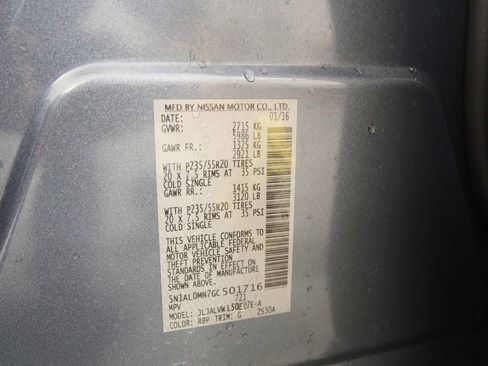 MFD BY NISSAN MOTOR CO., LTD.
DATE: 01/16
GVWR: 2715 KG
5986 LB
GAWR FR.: 1325 KG
2921 LB
WITH P235/55R20 TIRES
20 X 7.5 RIMS AT 35 PSI
COLD SINGLE
GAWR RR.: 1415 KG
3120 LB
WITH P235/55R20 TIRES
20 X 7.5 RIMS AT 35 PSI
COLD SINGLE
THIS VEHICLE CONFORMS TO
ALL APPLICABLE FEDERAL
MOTOR VEHICLE SAFETY AND
THEFT PREVENTION
STANDARDS IN EFFECT ON
THE DATE OF MANUFACTURE
SHOWN ABOVE.
5N1AL0MN7GC501716
MPV 721
MODEL: JLJALVWL50EU7E-A
COLOR: RBP TRIM: G 2530A